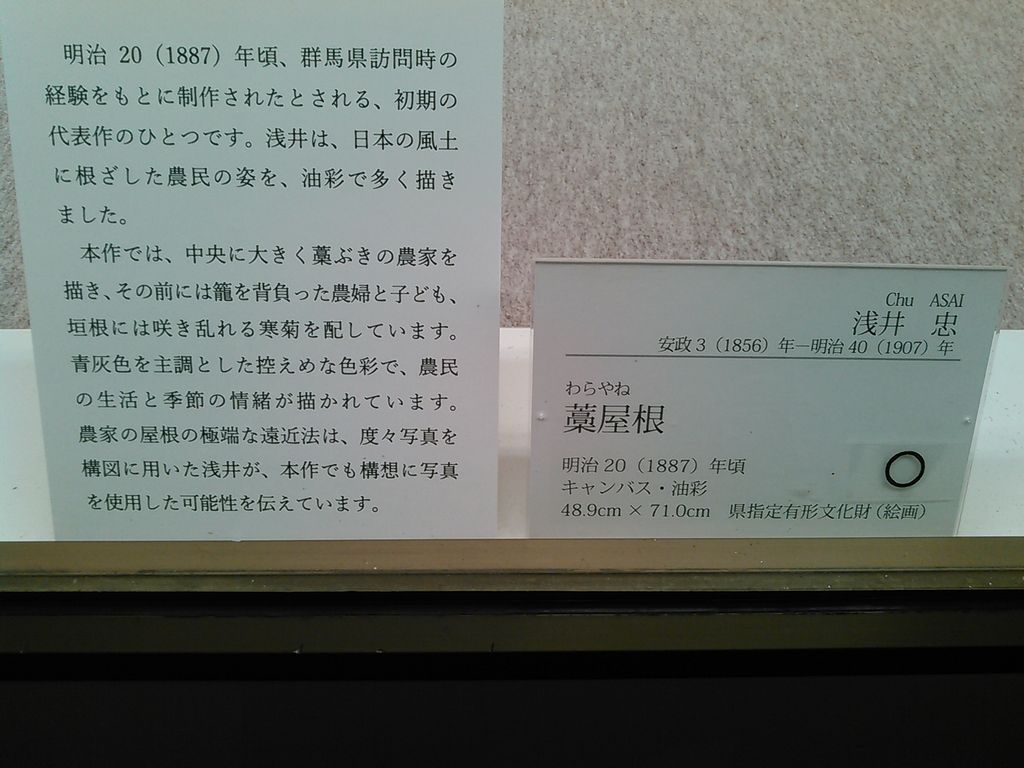 明治 20（1887）年頃、群馬県訪問時の
経験をもとに制作されたとされる、初期の
代表作のひとつです。浅井は、日本の風土
に根ざした農民の姿を、油彩で多く描き
ました。
本作では、中央に大きく藁ぶきの農家を
描き、その前には籠を背負った農婦と子ども、
垣根には咲き乱れる寒菊を配しています。
青灰色を主調とした控えめな色彩で、農民
の生活と季節の情緒が描かれています。
農家の屋根の極端な遠近法は、度々写真を
構図に用いた浅井が、本作でも構想に写真
を使用した可能性を伝えています。
Chu ASAI
浅井 忠
安政3（1856）年－明治40（1907）年
わらやね
藁屋根
明治20（1887）年頃
キャンバス・油彩
48.9cm × 71.0cm 県指定有形文化財（絵画）